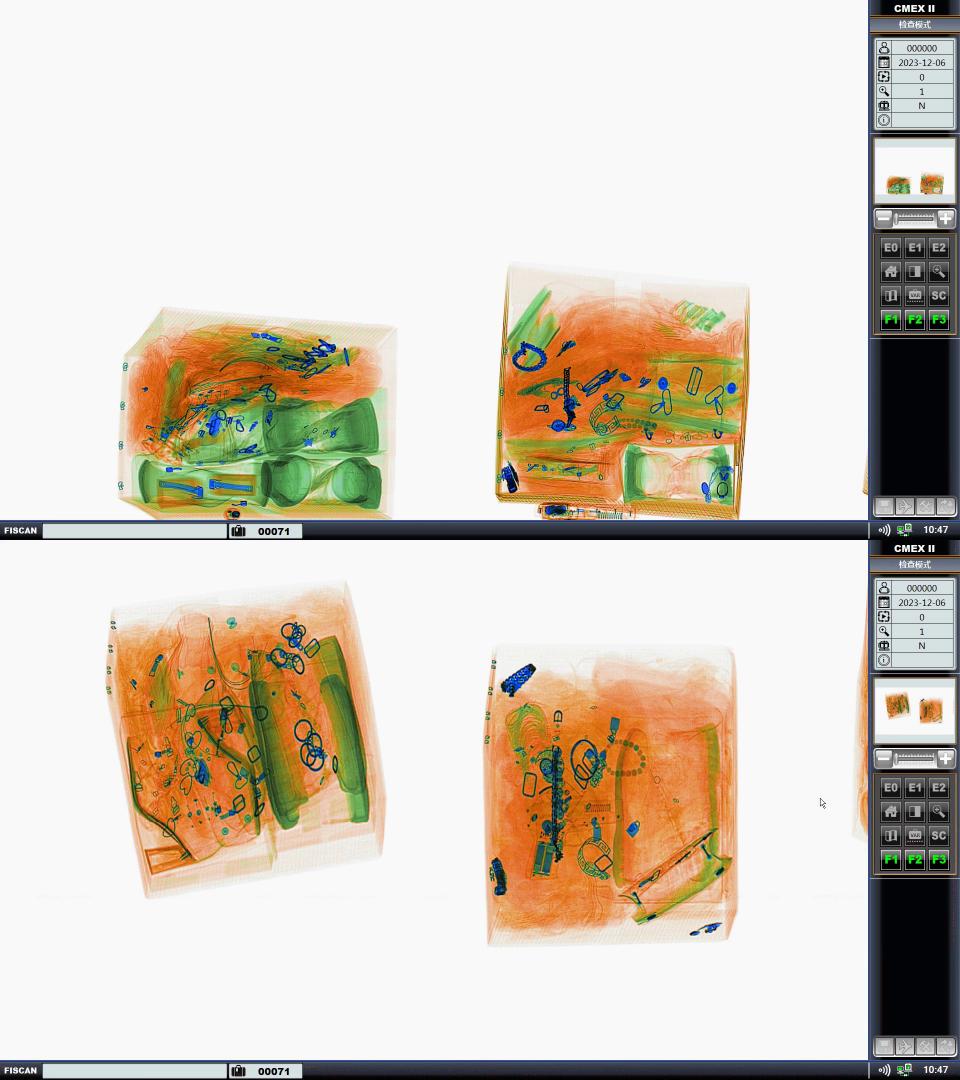 CMEX II
检查模式
000000
2023-12-06
0
1
N
E0 E1 E2
VAR SC
F1 F2 F3
FISCAN 00071 10:47
CMEX II
检查模式
000000
2023-12-06
0
1
N
E0 E1 E2
VAR SC
F1 F2 F3
FISCAN 00071 10:47